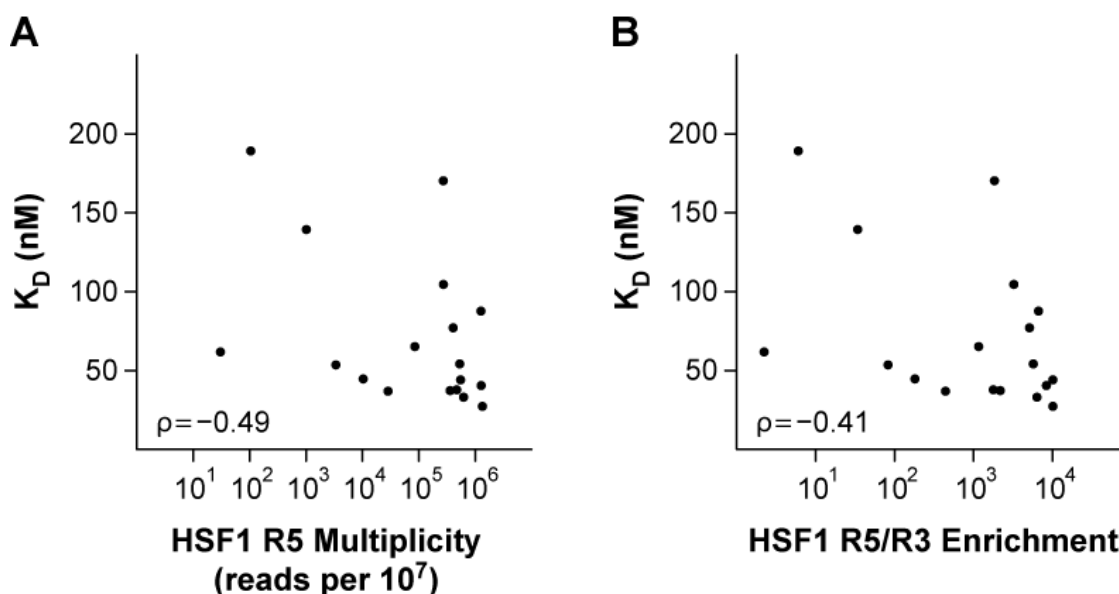 A
K_D (nM)
200
150
100
50
ρ=−0.49
10^1 10^2 10^3 10^4 10^5 10^6
HSF1 R5 Multiplicity
(reads per 10^7)
B
K_D (nM)
200
150
100
50
ρ=−0.41
10^1 10^2 10^3 10^4
HSF1 R5/R3 Enrichment